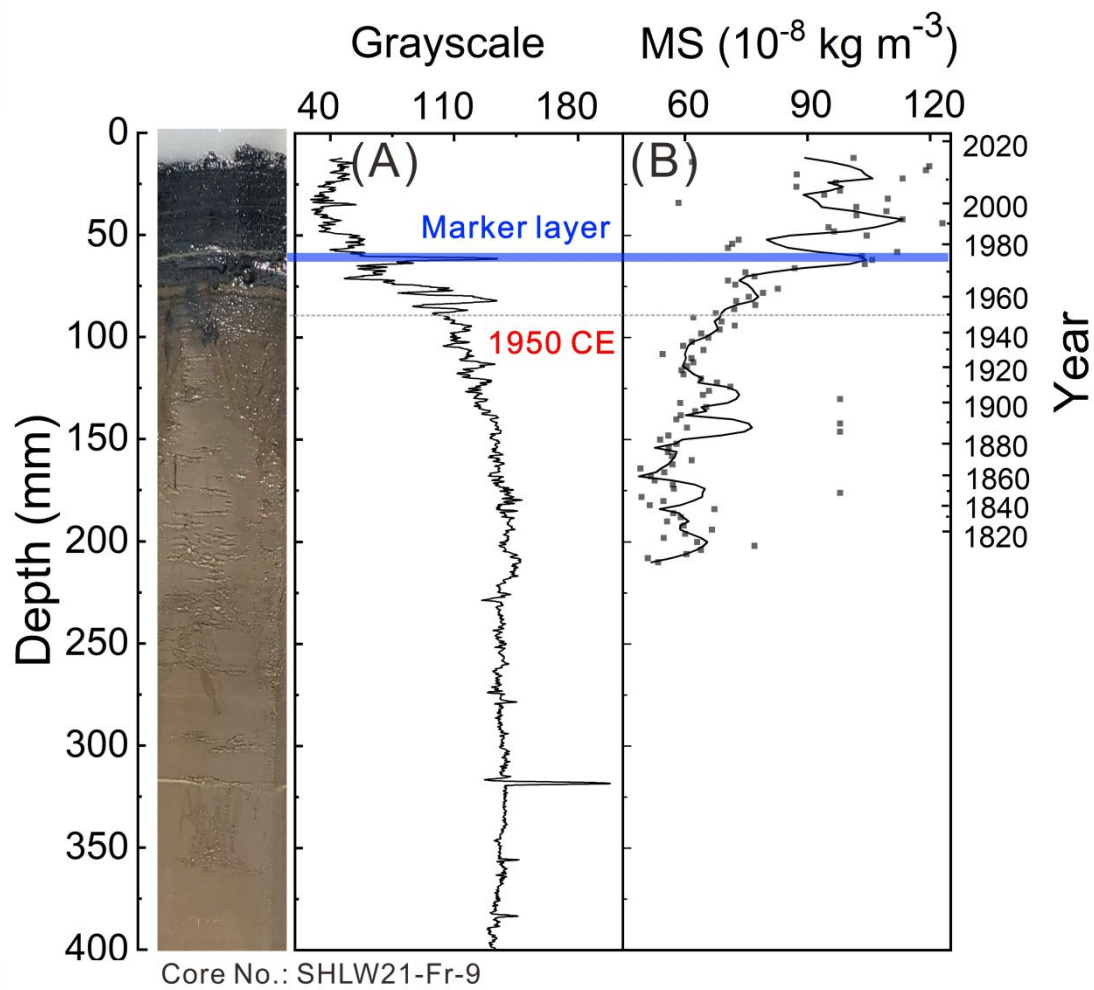 Grayscale MS (10⁻⁸ kg m⁻³)
40 110 180 60 90 120
(A) (B)
Marker layer
1950 CE
Depth (mm)
0
50
100
150
200
250
300
350
400
2020
2000
1980
1960
1940
1920
1900
1880
1860
1840
1820
Year
Core No.: SHLW21-Fr-9